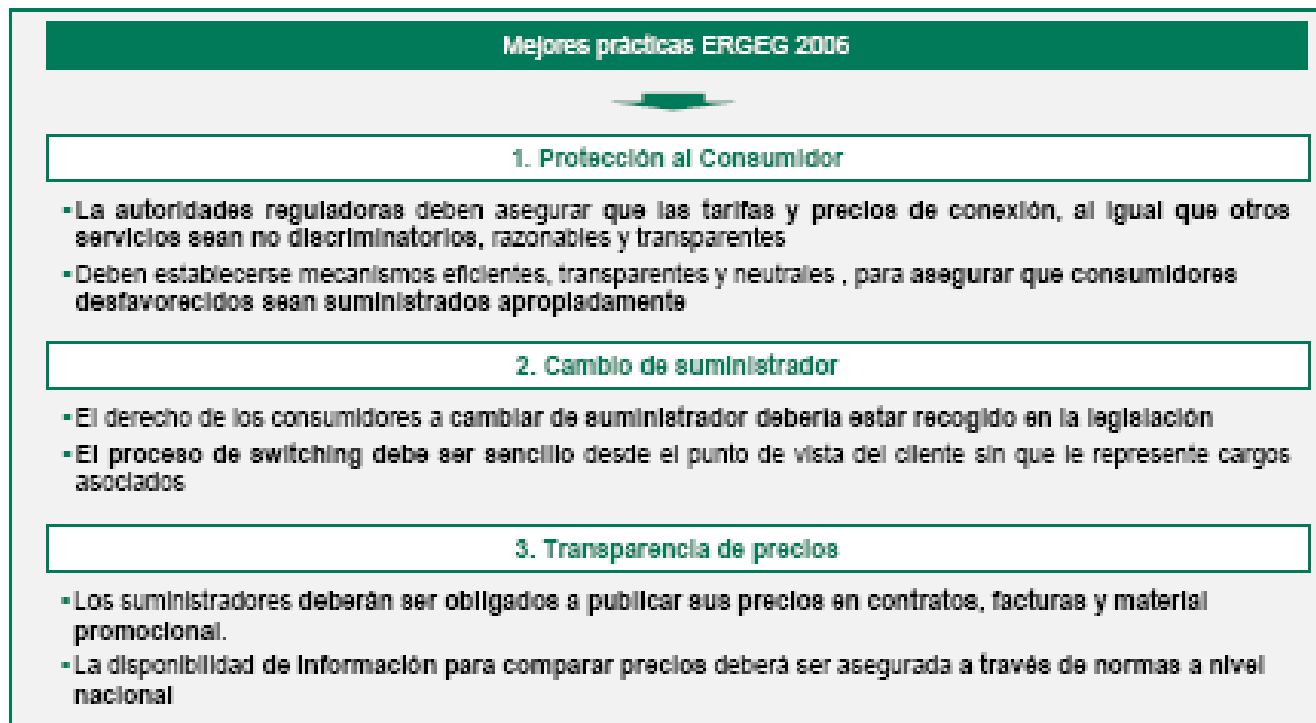 Mejores prácticas ERGEG 2006
1. Protección al Consumidor
▪La autoridades reguladoras deben asegurar que las tarifas y precios de conexión, al igual que otros
servicios sean no discriminatorios, razonables y transparentes
▪Deben establecerse mecanismos eficientes, transparentes y neutrales , para asegurar que consumidores
desfavorecidos sean suministrados apropiadamente
2. Cambio de suministrador
▪El derecho de los consumidores a cambiar de suministrador debería estar recogido en la legislación
▪El proceso de switching debe ser sencillo desde el punto de vista del cliente sin que le represente cargos
asociados
3. Transparencia de precios
▪Los suministradores deberán ser obligados a publicar sus precios en contratos, facturas y material
promocional.
▪La disponibilidad de información para comparar precios deberá ser asegurada a través de normas a nivel
nacional